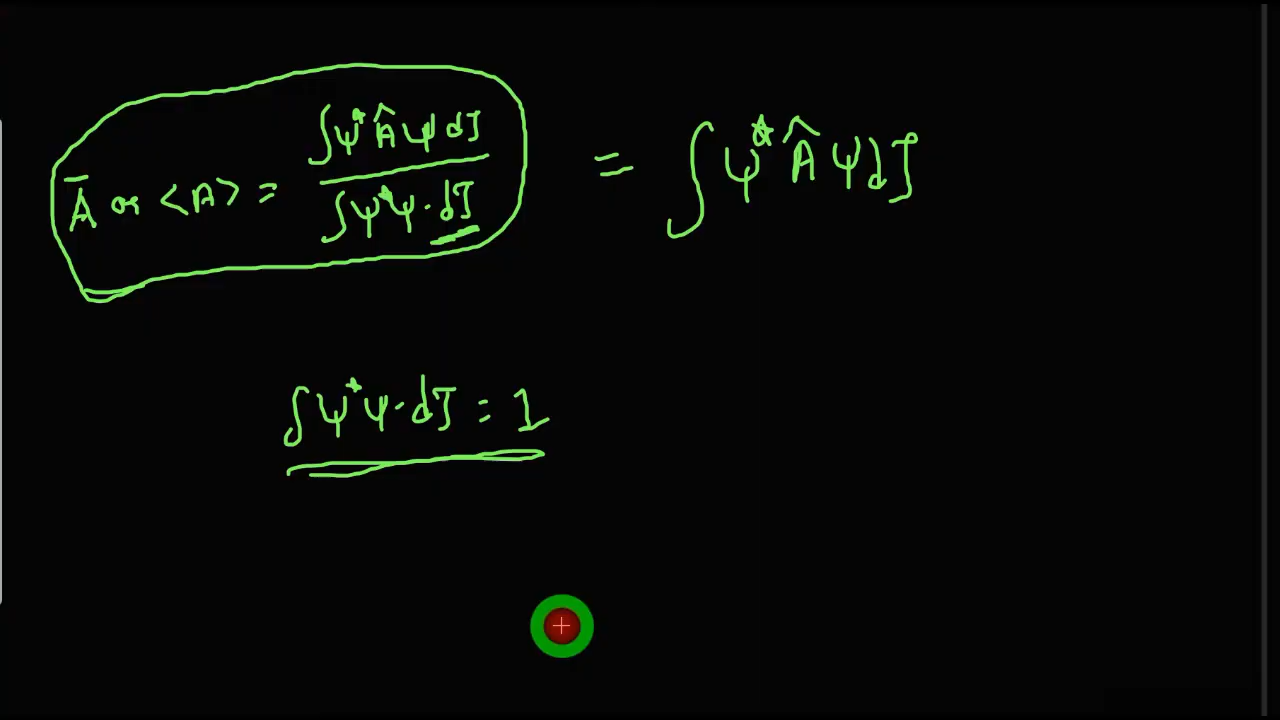 Ā or <A> = ∫ψ*Âψ dτ / ∫ψ*ψ · dτ = ∫ψ*Âψdτ
∫ψ*ψ · dτ = 1